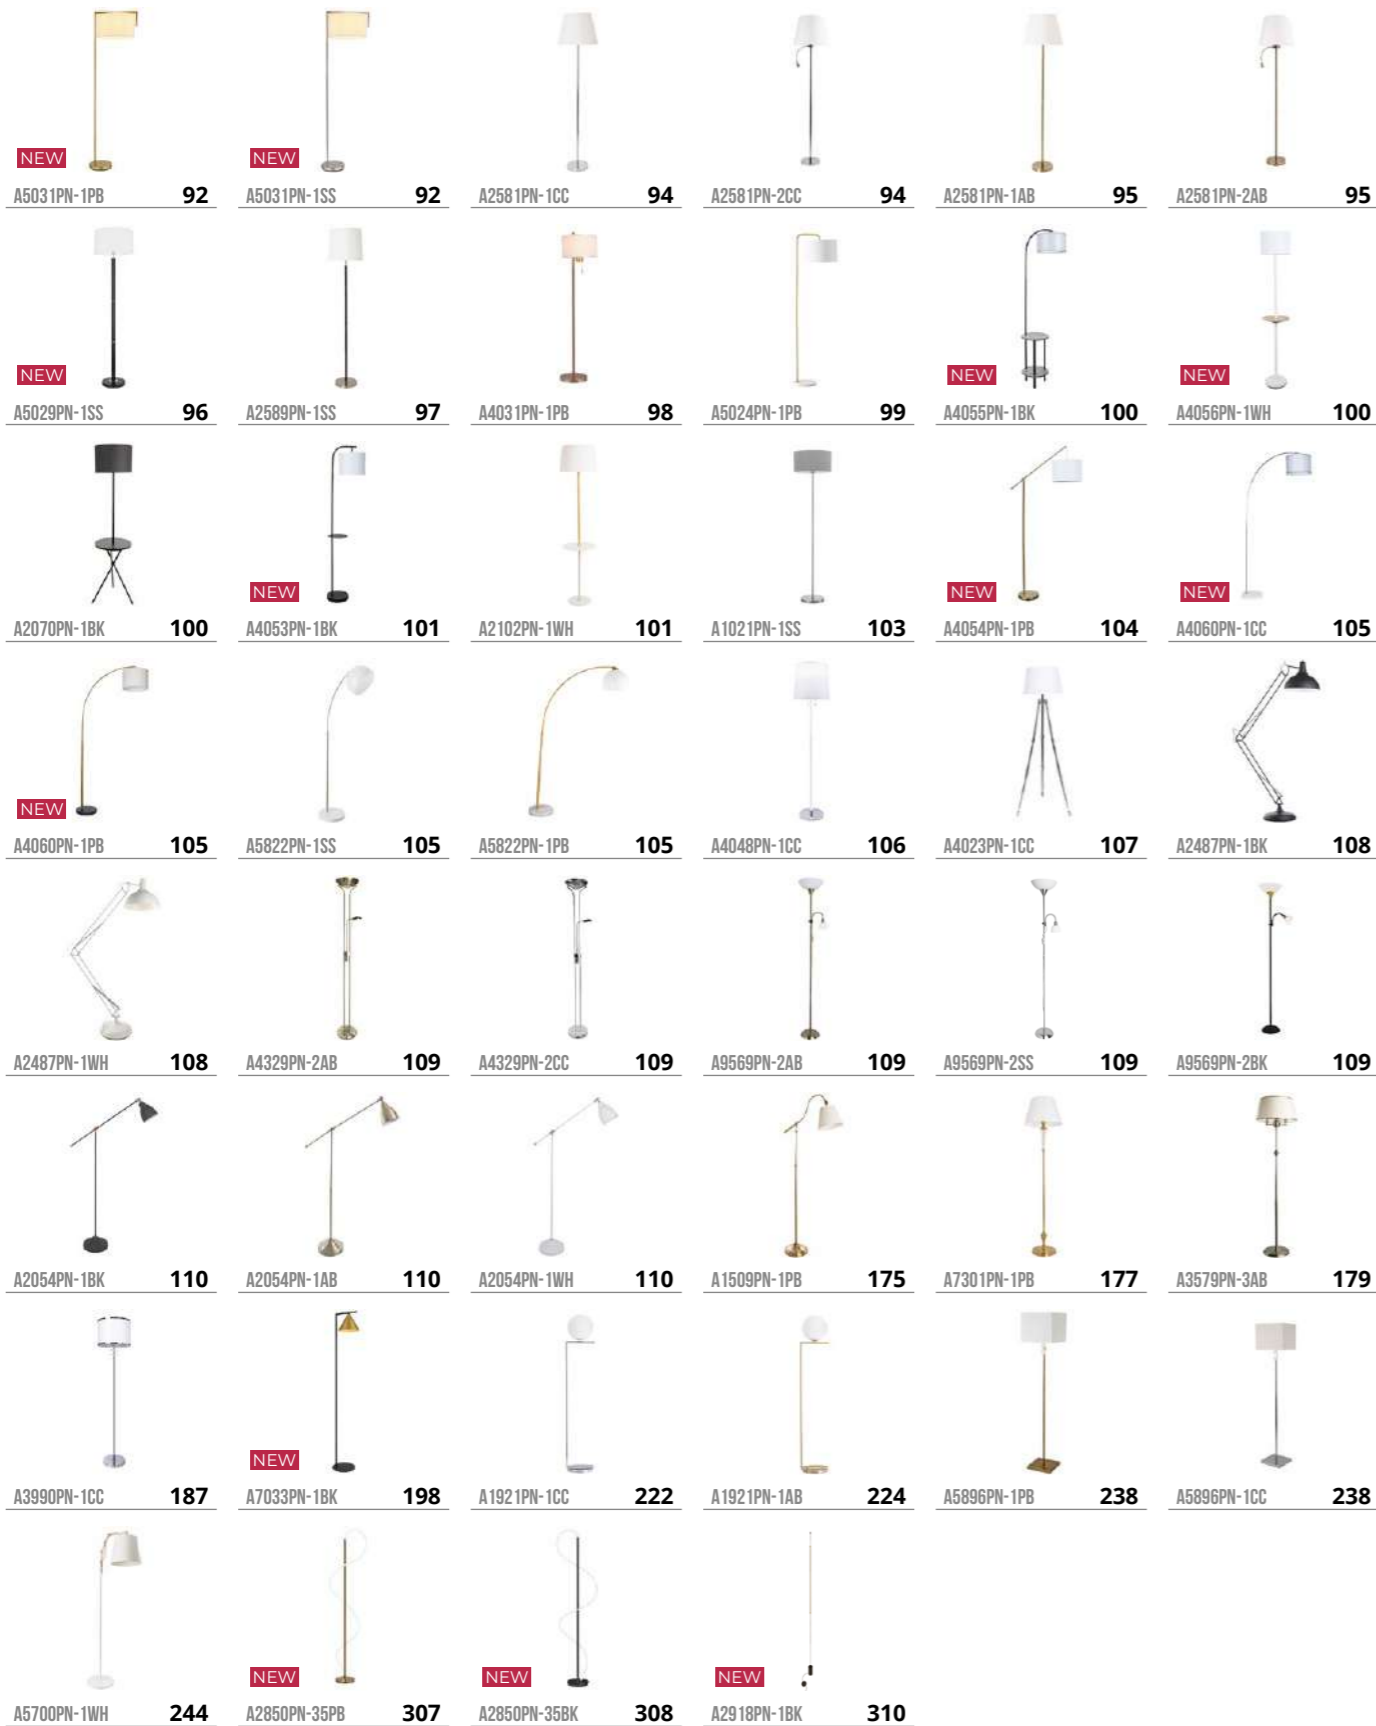 NEW NEW
A5031PN-1PB 92 A5031PN-1SS 92 A2581PN-1CC 94 A2581PN-2CC 94 A2581PN-1AB 95 A2581PN-2AB 95
NEW NEW NEW
A5029PN-1SS 96 A2589PN-1SS 97 A4031PN-1PB 98 A5024PN-1PB 99 A4055PN-1BK 100 A4056PN-1WH 100
NEW NEW NEW
A2070PN-1BK 100 A4053PN-1BK 101 A2102PN-1WH 101 A1021PN-1SS 103 A4054PN-1PB 104 A4060PN-1CC 105
NEW
A4060PN-1PB 105 A5822PN-1SS 105 A5822PN-1PB 105 A4048PN-1CC 106 A4023PN-1CC 107 A2487PN-1BK 108
A2487PN-1WH 108 A4329PN-2AB 109 A4329PN-2CC 109 A9569PN-2AB 109 A9569PN-2SS 109 A9569PN-2BK 109
A2054PN-1BK 110 A2054PN-1AB 110 A2054PN-1WH 110 A1509PN-1PB 175 A7301PN-1PB 177 A3579PN-3AB 179
NEW
A3990PN-1CC 187 A7033PN-1BK 198 A1921PN-1CC 222 A1921PN-1AB 224 A5896PN-1PB 238 A5896PN-1CC 238
NEW NEW NEW
A5700PN-1WH 244 A2850PN-35PB 307 A2850PN-35BK 308 A2918PN-1BK 310